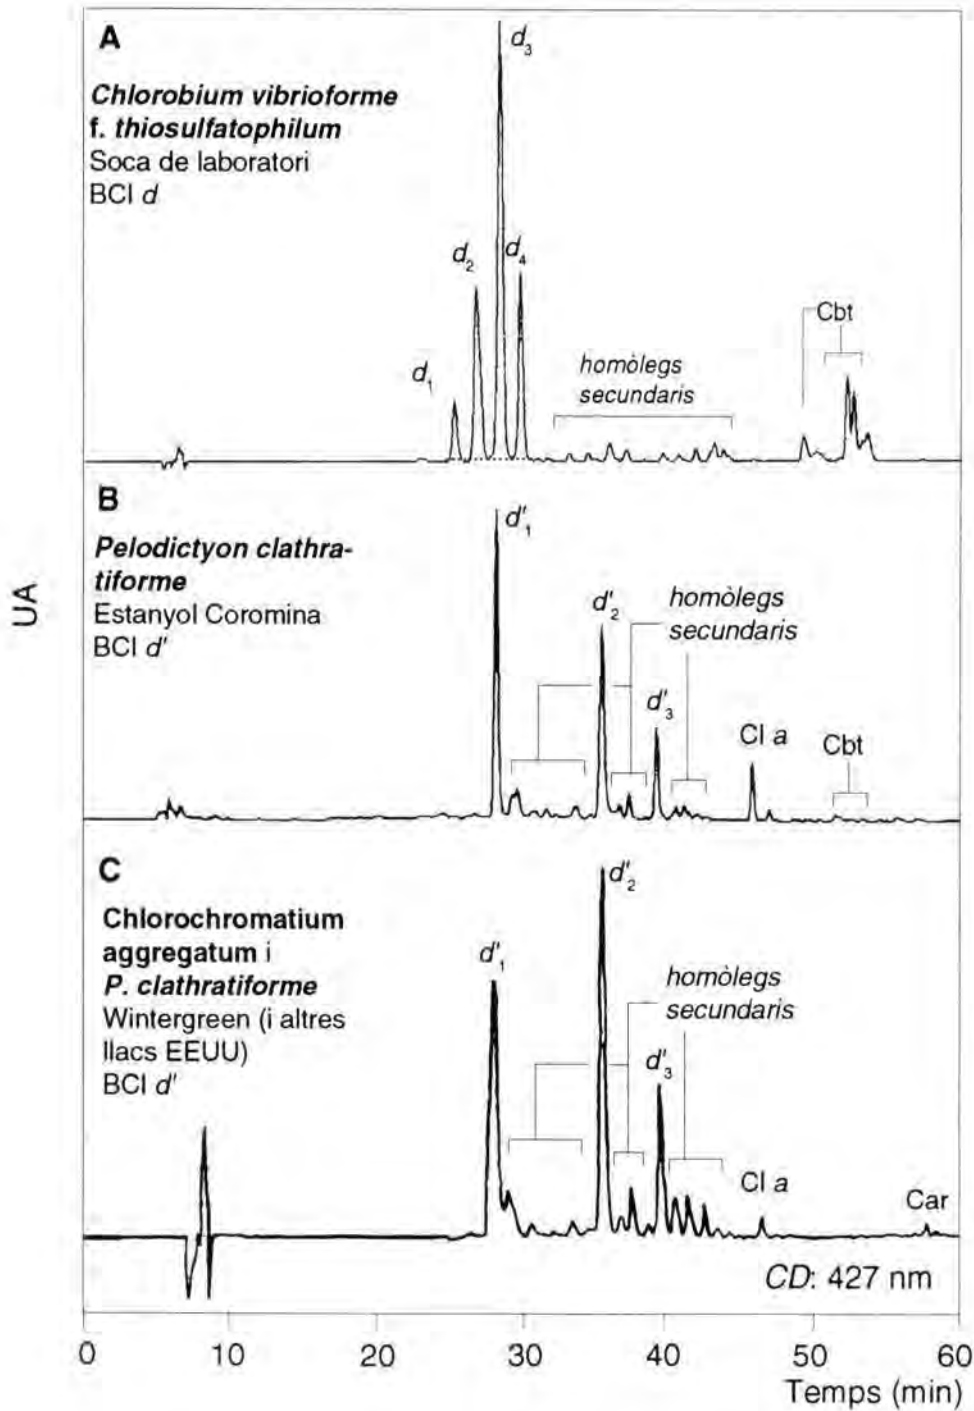 A
Chlorobium vibrioforme
f. thiosulfatophilum
Soca de laboratori
BCl d
d1
d2
d3
d4
homòlegs
secundaris
Cbt
B
Pelodictyon clathra-
tiforme
Estanyol Coromina
BCl d'
d'1
d'2
d'3
homòlegs
secundaris
Cl a
Cbt
C
Chlorochromatium
aggregatum i
P. clathratiforme
Wintergreen (i altres
llacs EEUU)
BCl d'
d'1
d'2
d'3
homòlegs
secundaris
Cl a
Car
CD: 427 nm
UA
0 10 20 30 40 50 60
Temps (min)